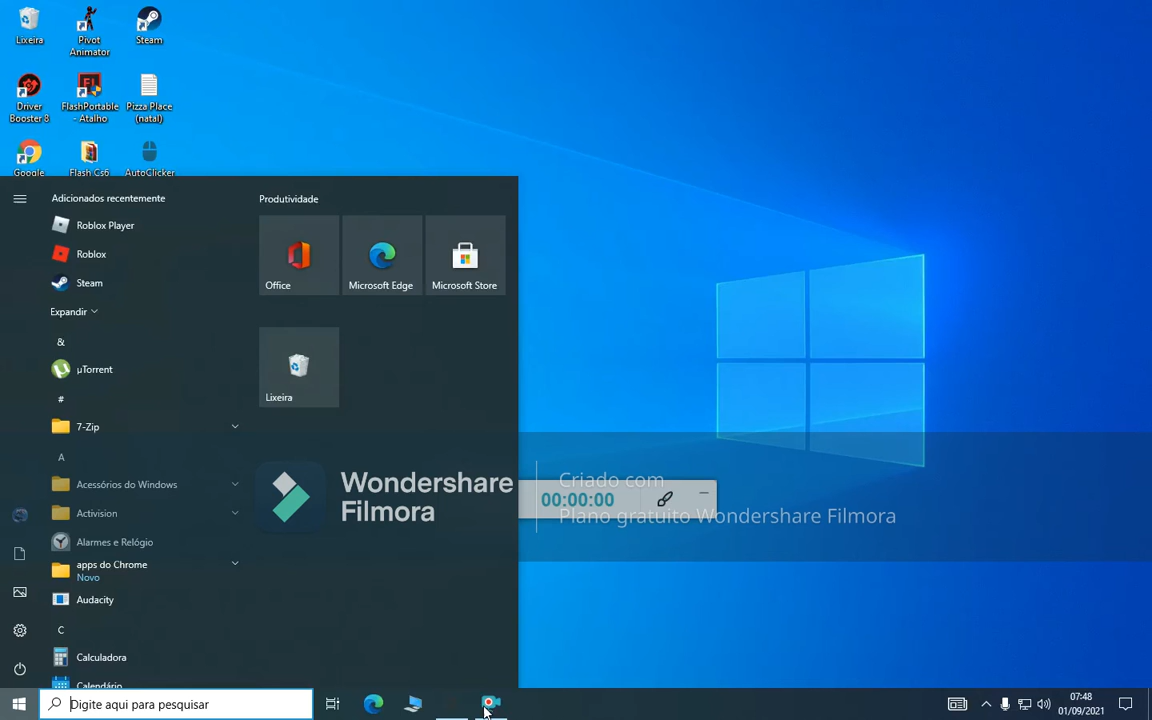 Lixeira
Pivot
Animator
Steam
Driver
Booster 8
FlashPortable
- Atalho
Pizza Place
(natal)
Google
Flash Cs6
AutoClicker
Adicionados recentemente
Roblox Player
Roblox
Steam
Expandir
&
µTorrent
#
7-Zip
A
Acessórios do Windows
Activision
Alarmes e Relógio
apps do Chrome
Novo
Audacity
C
Calculadora
Calendário
Produtividade
Office
Microsoft Edge
Microsoft Store
Lixeira
Wondershare
Filmora
Criado com
Plano gratuito Wondershare Filmora
00:00:00
Digite aqui para pesquisar
07:48
01/09/2021